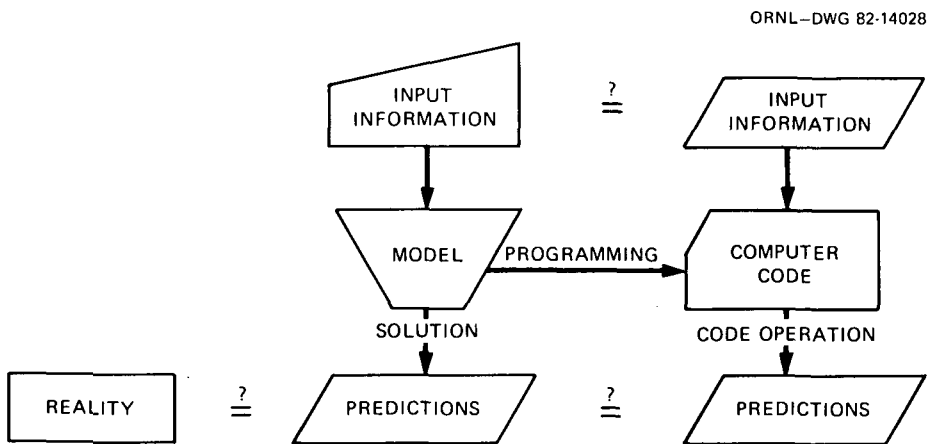 ORNL–DWG 82-14028
INPUT
INFORMATION
?
=
INPUT
INFORMATION
MODEL
PROGRAMMING
COMPUTER
CODE
SOLUTION
CODE OPERATION
REALITY
?
=
PREDICTIONS
?
=
PREDICTIONS